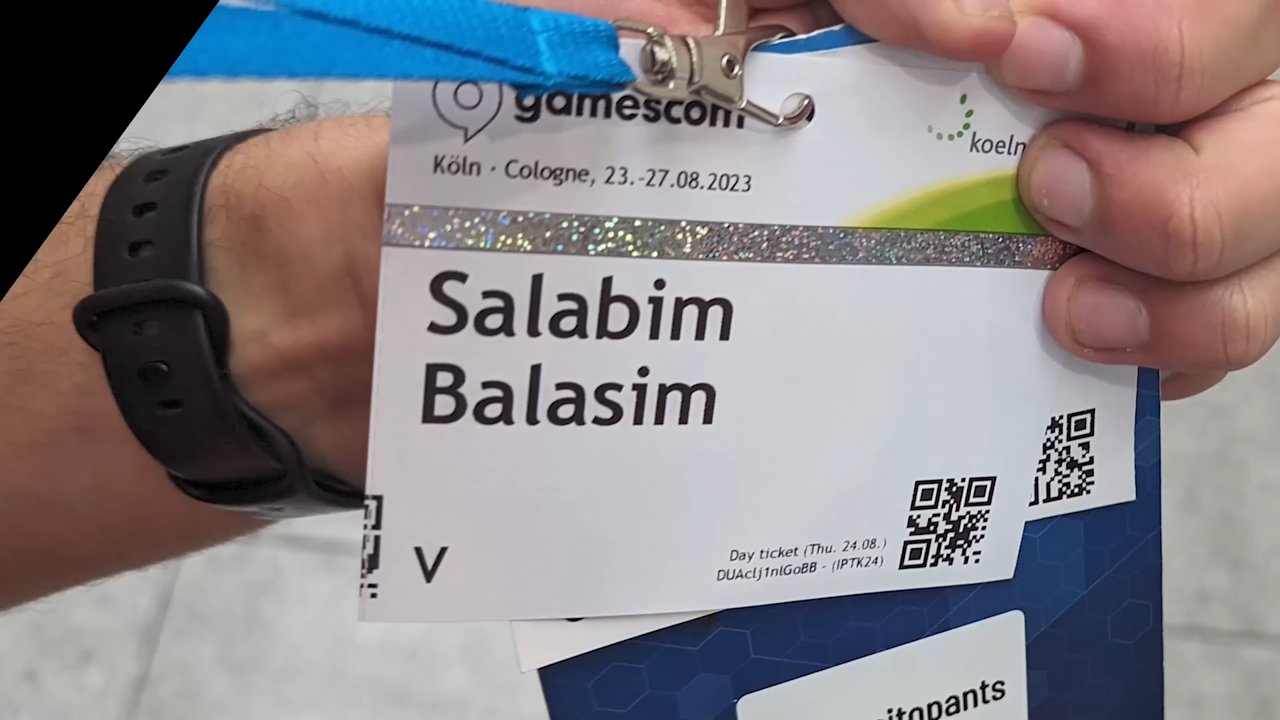 gamescom
koeln
Köln · Cologne, 23.-27.08.2023
Salabim
Balasim
V
Day ticket (Thu. 24.08.)
DUAclj1nlGoBB - (IPTK24)